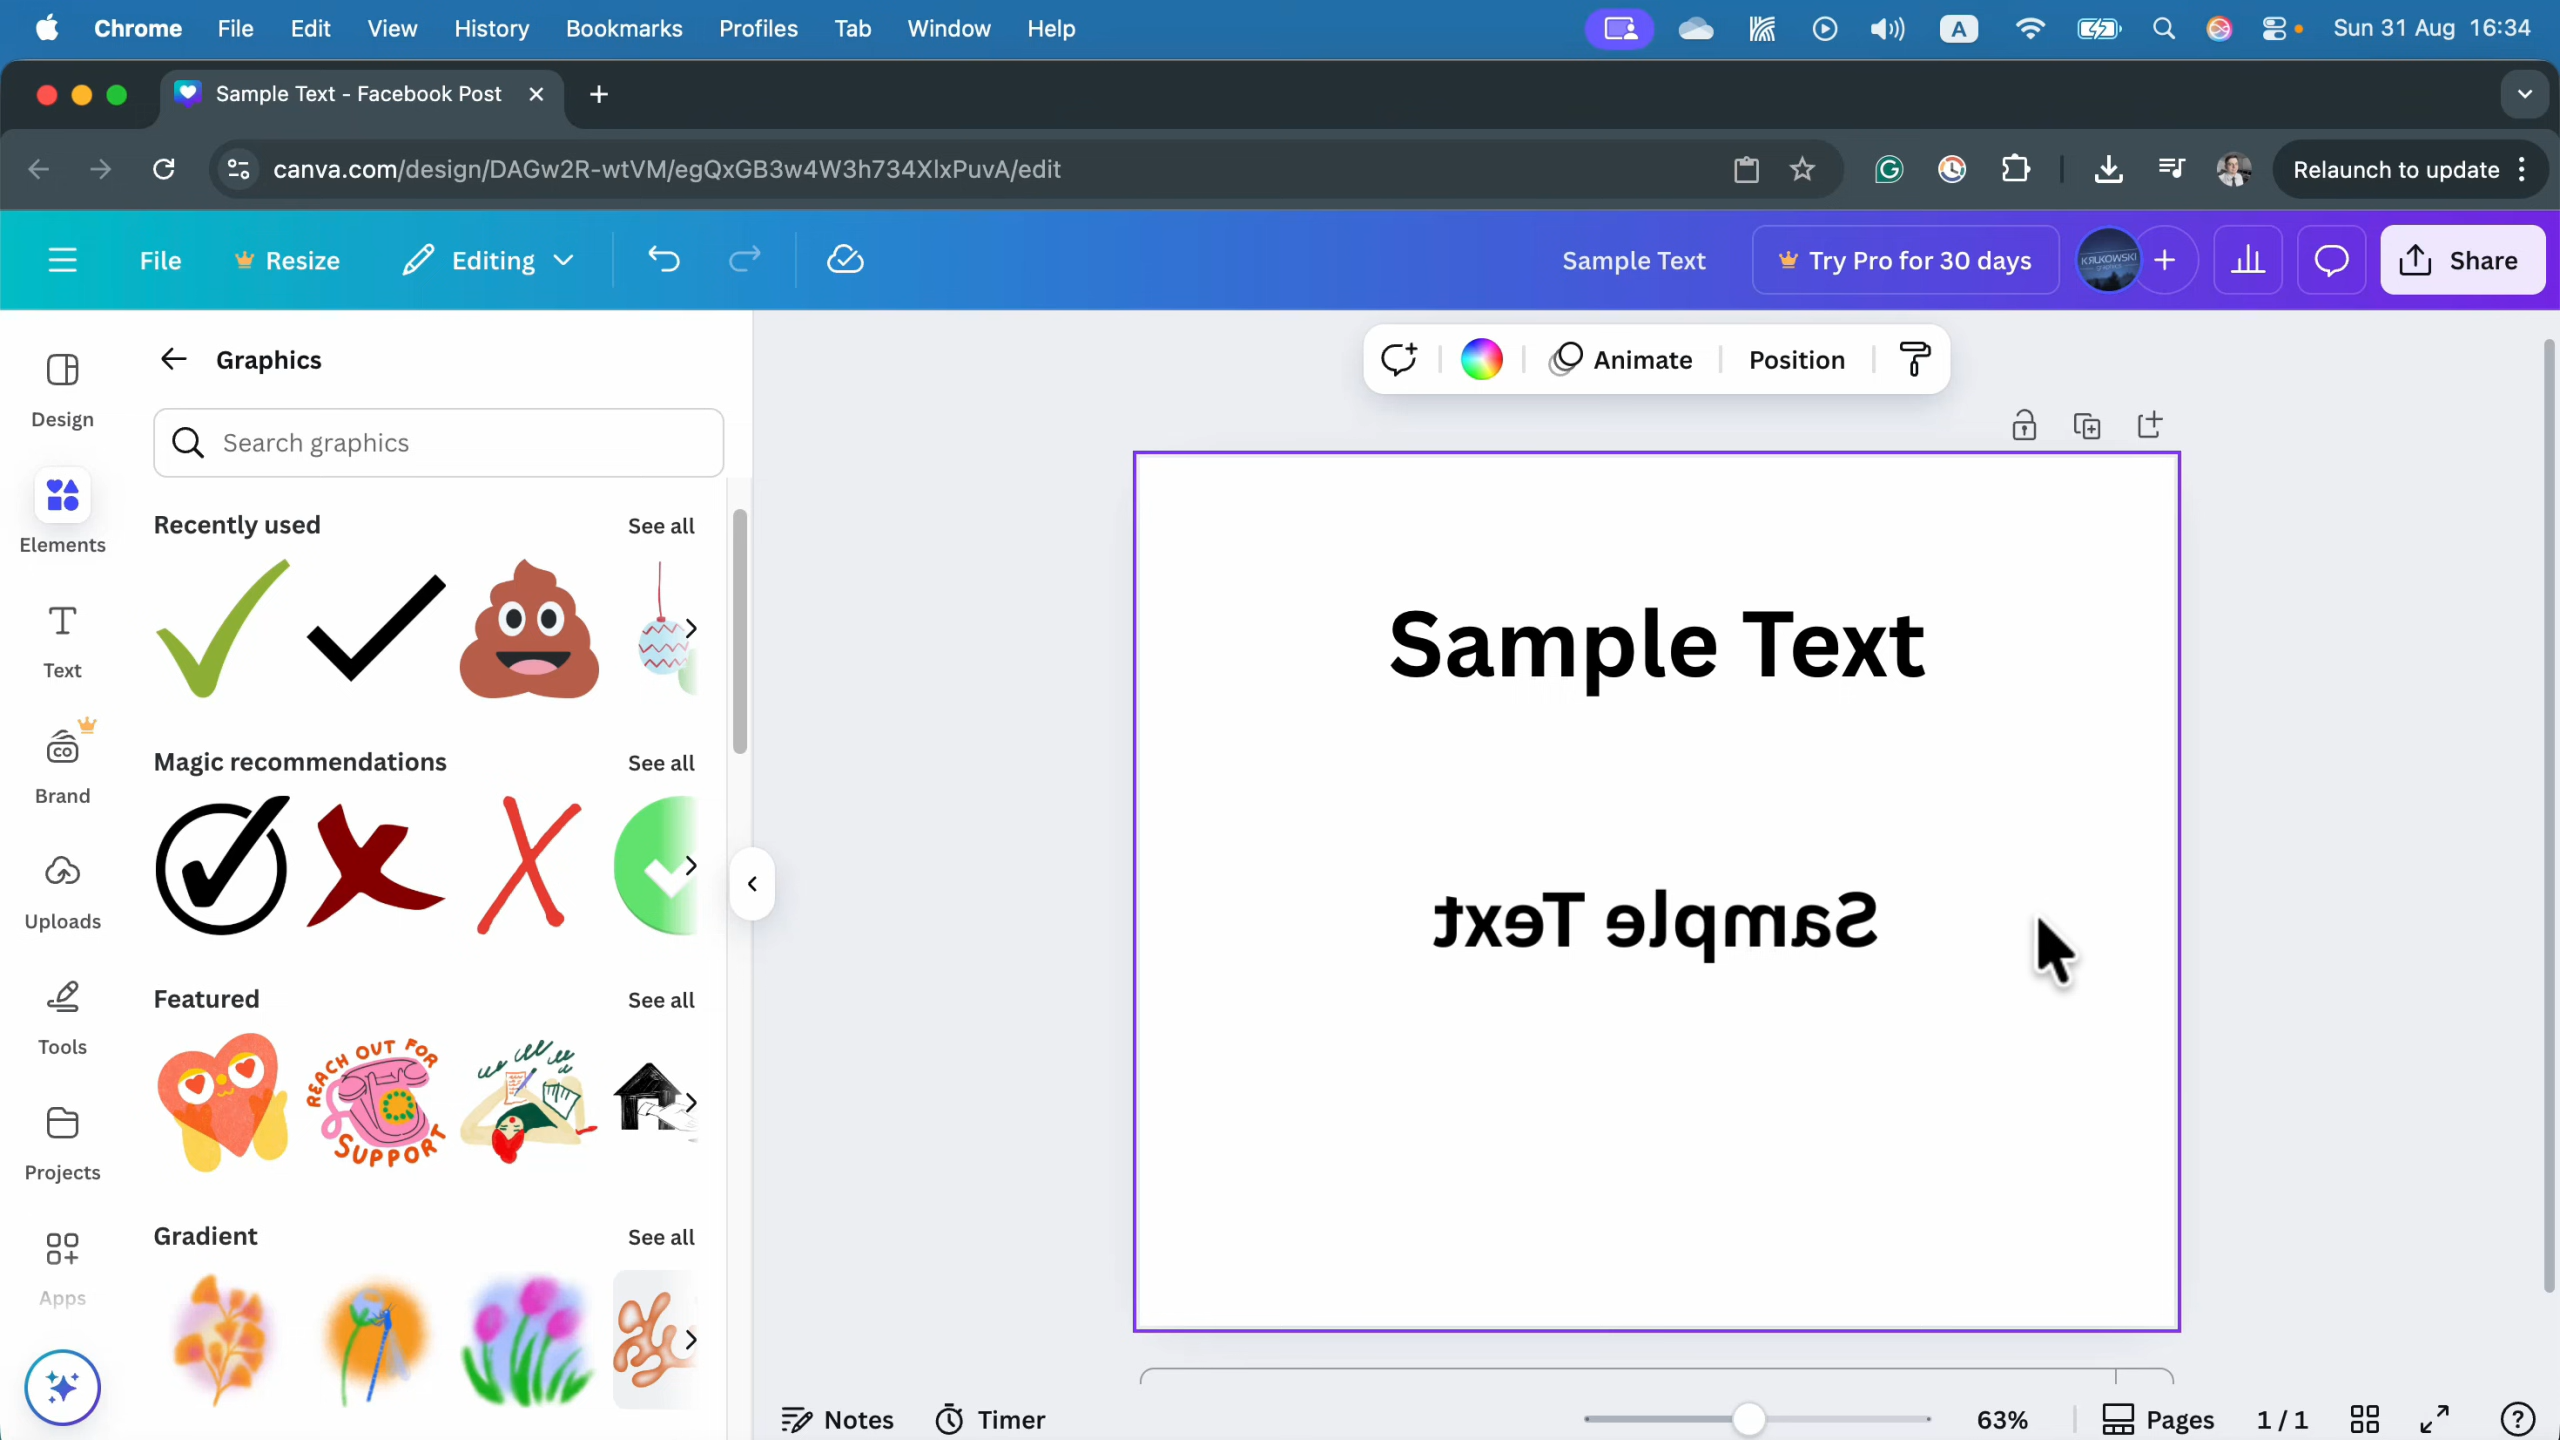 Chrome File Edit View History Bookmarks Profiles Tab Window Help A Sun 31 Aug 16:34
Sample Text - Facebook Post
canva.com/design/DAGw2R-wtVM/egQxGB3w4W3h734XlxPuvA/edit Relaunch to update
File Resize Editing Sample Text Try Pro for 30 days KRUKOWSKI Share
Graphics
Animate Position
Design
Search graphics
Elements
Recently used See all
Text
Brand
Magic recommendations See all
Uploads
Tools
Featured See all
REACH OUT FOR
SUPPORT
Projects
Gradient See all
Apps
Sample Text
Sample Text
Notes Timer 63% Pages 1 / 1